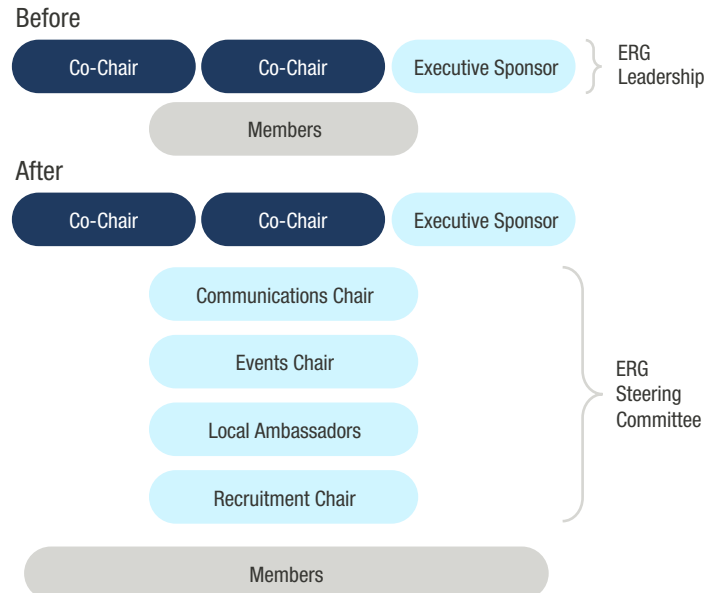 Before
Co-Chair
Co-Chair
Executive Sponsor
ERG
Leadership
Members
After
Co-Chair
Co-Chair
Executive Sponsor
Communications Chair
Events Chair
Local Ambassadors
Recruitment Chair
ERG
Steering
Committee
Members